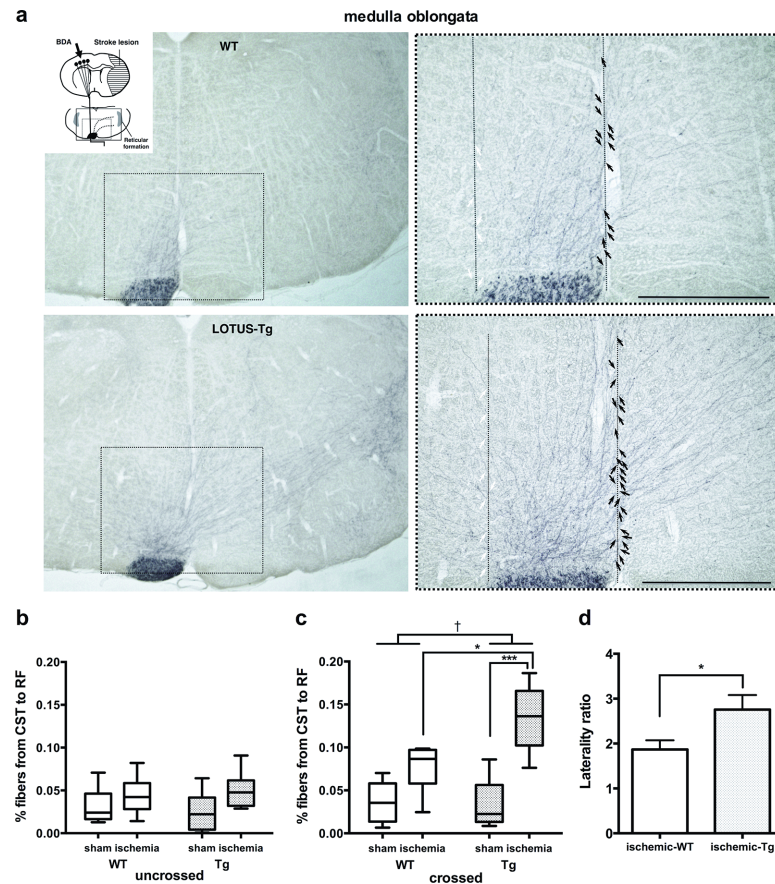 a
medulla oblongata
BDA
Stroke lesion
Reticular
formation
WT
LOTUS-Tg
b
% fibers from CST to RF
0.20
0.15
0.10
0.05
0.00
sham ischemia sham ischemia
WT Tg
uncrossed
c
% fibers from CST to RF
0.20
0.15
0.10
0.05
0.00
†
*
***
sham ischemia sham ischemia
WT Tg
crossed
d
Laterality ratio
4
3
2
1
0
*
ischemic-WT ischemic-Tg